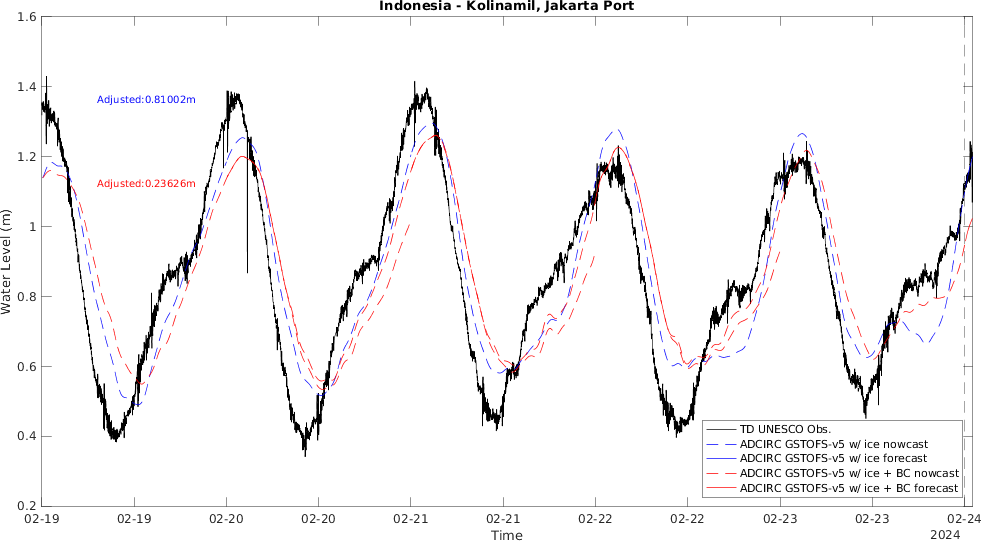 Indonesia - Kolinamil, Jakarta Port
1.6
1.4
1.2
1
0.8
0.6
0.4
0.2
Water Level (m)
Adjusted:0.81002m
Adjusted:0.23626m
TD UNESCO Obs.
ADCIRC GSTOFS-v5 w/ ice nowcast
ADCIRC GSTOFS-v5 w/ ice forecast
ADCIRC GSTOFS-v5 w/ ice + BC nowcast
ADCIRC GSTOFS-v5 w/ ice + BC forecast
02-19 02-19 02-20 02-20 02-21 02-21 02-22 02-22 02-23 02-23 02-24
Time
2024